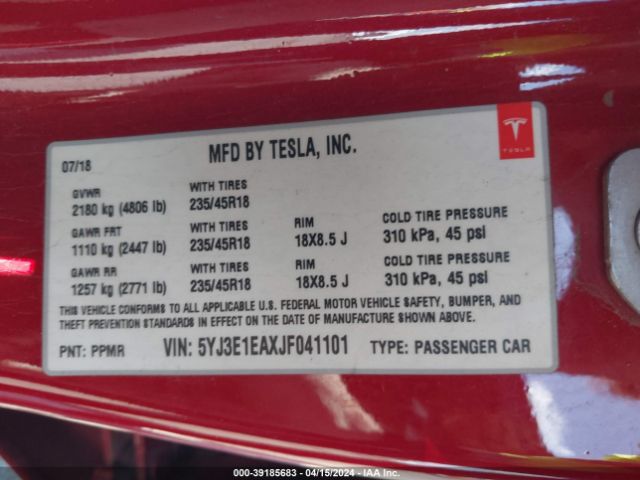 07/18
MFD BY TESLA, INC.
TESLA
GVWR WITH TIRES
2180 kg (4806 lb) 235/45R18
GAWR FRT WITH TIRES RIM COLD TIRE PRESSURE
1110 kg (2447 lb) 235/45R18 18X8.5 J 310 kPa, 45 psi
GAWR RR WITH TIRES RIM COLD TIRE PRESSURE
1257 kg (2771 lb) 235/45R18 18X8.5 J 310 kPa, 45 psi
THIS VEHICLE CONFORMS TO ALL APPLICABLE U.S. FEDERAL MOTOR VEHICLE SAFETY, BUMPER, AND
THEFT PREVENTION STANDARDS IN EFFECT ON THE DATE OF MANUFACTURE SHOWN ABOVE.
PNT: PPMR VIN: 5YJ3E1EAXJF041101 TYPE: PASSENGER CAR
000-39185683 - 04/15/2024 - IAA Inc.